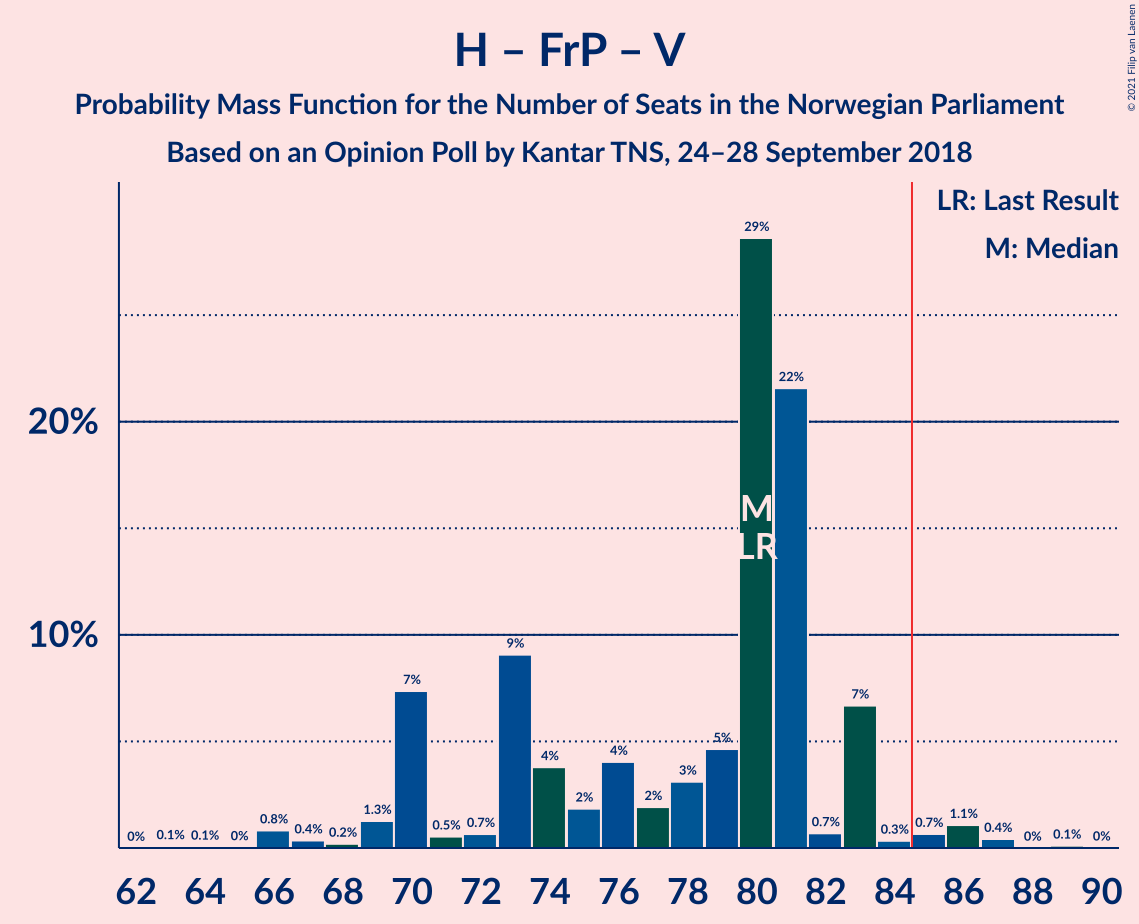 H – FrP – V
Probability Mass Function for the Number of Seats in the Norwegian Parliament
Based on an Opinion Poll by Kantar TNS, 24–28 September 2018
© 2021 Filip van Laenen
LR: Last Result
M: Median
20%
10%
0% 0.1% 0.1% 0% 0.8% 0.4% 0.2% 1.3% 7% 0.5% 0.7% 9% 4% 2% 4% 2% 3% 5% 29% 22% 0.7% 7% 0.3% 0.7% 1.1% 0.4% 0% 0.1% 0%
M
LR
62 64 66 68 70 72 74 76 78 80 82 84 86 88 90